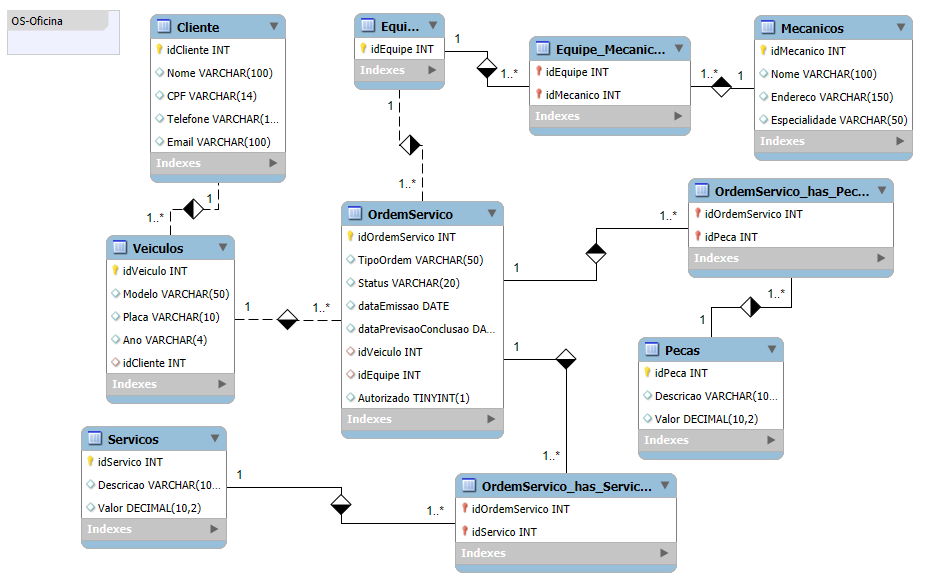 OS-Oficina
Cliente
idCliente INT
Nome VARCHAR(100)
CPF VARCHAR(14)
Telefone VARCHAR(1...
Email VARCHAR(100)
Indexes
Equi...
idEquipe INT
Indexes
Equipe_Mecanic...
idEquipe INT
idMecanico INT
Indexes
Mecanicos
idMecanico INT
Nome VARCHAR(100)
Endereco VARCHAR(150)
Especialidade VARCHAR(50)
Indexes
1
1..*
1..*
1
1
1..*
1
1..*
Veiculos
idVeiculo INT
Modelo VARCHAR(50)
Placa VARCHAR(10)
Ano VARCHAR(4)
idCliente INT
Indexes
1
1..*
OrdemServico
idOrdemServico INT
TipoOrdem VARCHAR(50)
Status VARCHAR(20)
dataEmissao DATE
dataPrevisaoConclusao DA...
idVeiculo INT
idEquipe INT
Autorizado TINYINT(1)
Indexes
1
1..*
OrdemServico_has_Pec...
idOrdemServico INT
idPeca INT
Indexes
1..*
1
Pecas
idPeca INT
Descricao VARCHAR(10...
Valor DECIMAL(10,2)
Indexes
1
1..*
Servicos
idServico INT
Descricao VARCHAR(10...
Valor DECIMAL(10,2)
Indexes
1
1..*
OrdemServico_has_Servic...
idOrdemServico INT
idServico INT
Indexes